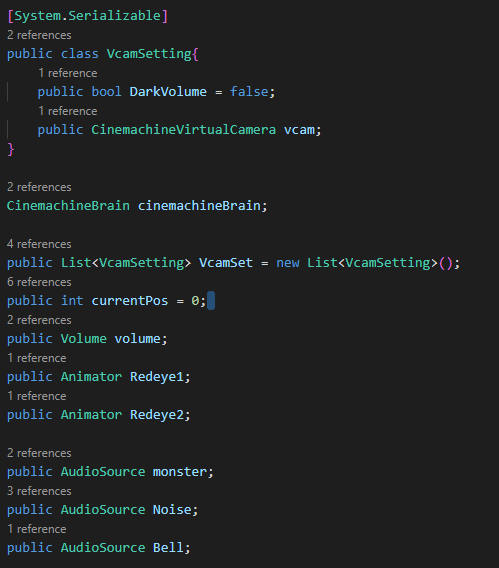 [System.Serializable]
2 references
public class VcamSetting{
1 reference
public bool DarkVolume = false;
1 reference
public CinemachineVirtualCamera vcam;
}
2 references
CinemachineBrain cinemachineBrain;
4 references
public List<VcamSetting> VcamSet = new List<VcamSetting>();
6 references
public int currentPos = 0;
2 references
public Volume volume;
1 reference
public Animator Redeye1;
1 reference
public Animator Redeye2;
2 references
public AudioSource monster;
3 references
public AudioSource Noise;
1 reference
public AudioSource Bell;